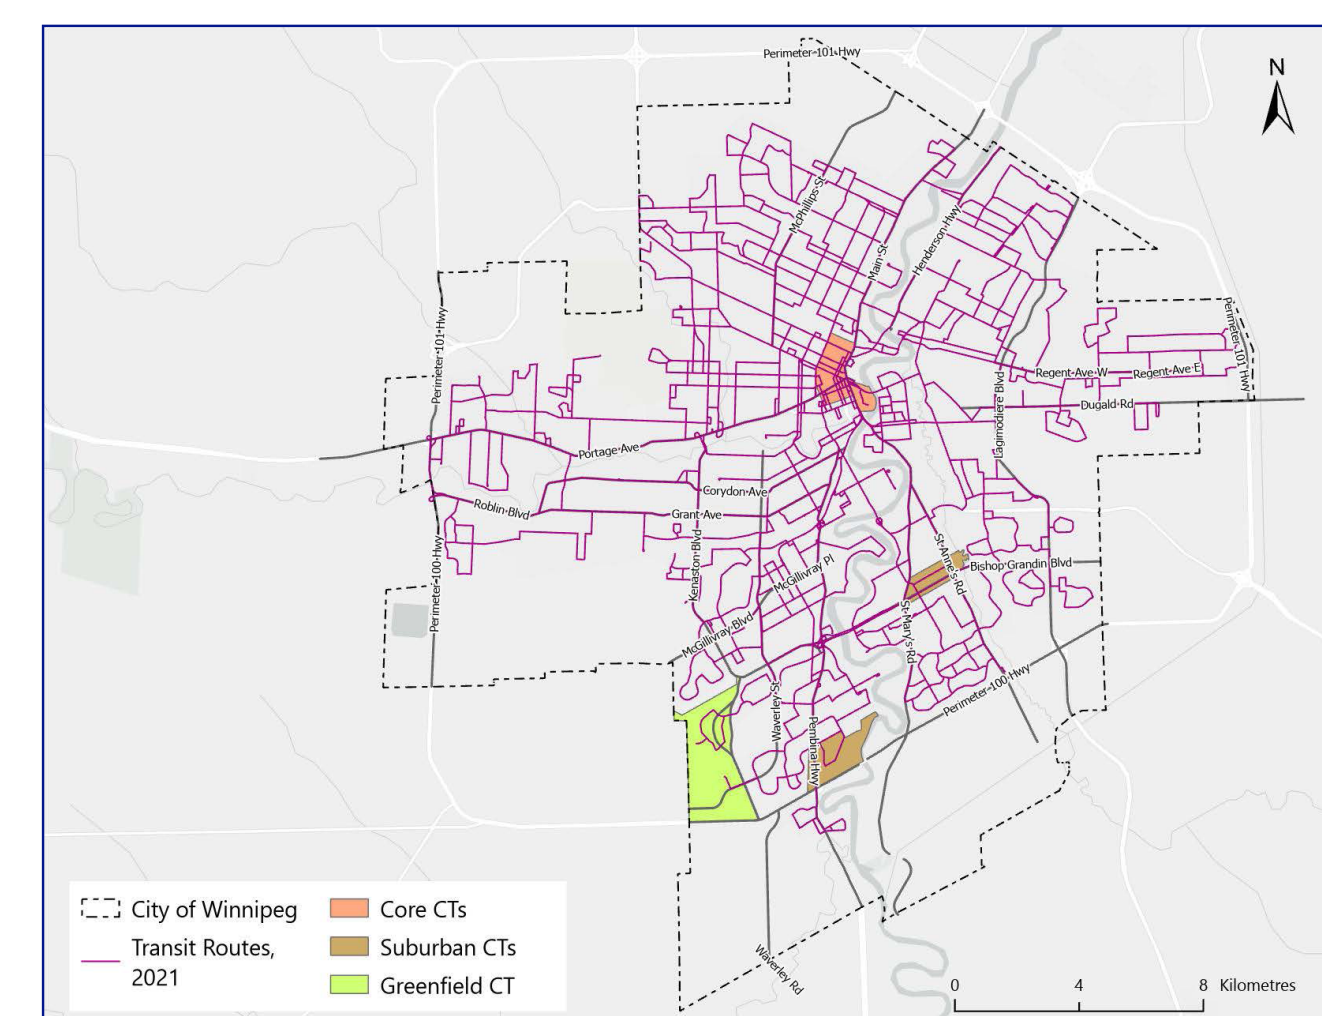 Perimeter 101 Hwy
N
McPhillips St
Main St
Henderson Hwy
Perimeter 101 Hwy
Perimeter 101 Hwy
Regent Ave W
Regent Ave E
Lagimodiere Blvd
Dugald Rd
Portage Ave
Corydon Ave
Roblin Blvd
Grant Ave
Perimeter 100 Hwy
Kenaston Blvd
McGillivray Pl
St Anne's Rd
Bishop Grandin Blvd
McGillivray Blvd
St Mary's Rd
Waverley St
Perimeter 100 Hwy
Pembina Hwy
Waverley Rd
City of Winnipeg
Transit Routes,
2021
Core CTs
Suburban CTs
Greenfield CT
0 4 8 Kilometres